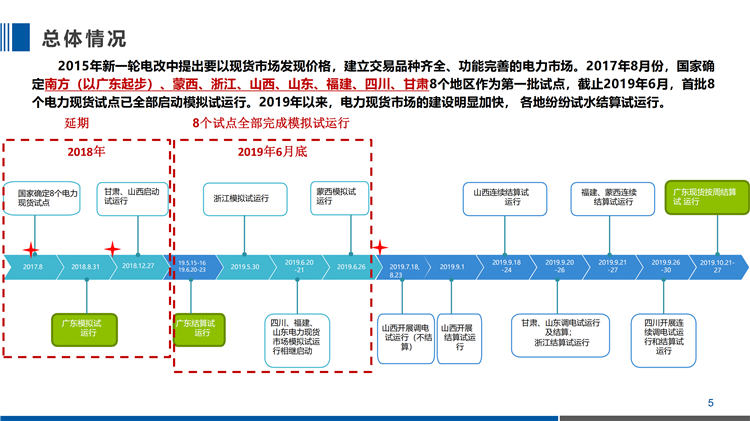 总体情况
2015年新一轮电改中提出要以现货市场发现价格，建立交易品种齐全、功能完善的电力市场。2017年8月份，国家确
定南方（以广东起步）、蒙西、浙江、山西、山东、福建、四川、甘肃8个地区作为第一批试点，截止2019年6月，首批8
个电力现货试点已全部启动模拟试运行。2019年以来，电力现货市场的建设明显加快， 各地纷纷试水结算试运行。
延期
8个试点全部完成模拟试运行
2018年
2019年6月底
国家确定8个电力
现货试点
甘肃、山西启动
试运行
浙江模拟试运行
蒙西模拟试
运行
山西连续结算试
运行
福建、蒙西连续
结算试运行
广东现货按周结算
试 运行
2017.8
2018.8.31
2018.12.27
19.5.15-16
19.6.20-23
2019.5.30
2019.6.20
-21
2019.6.26
2019.7.18,
8.23
2019.9.1
2019.9.18
-24
2019.9.20
-26
2019.9.21
-27
2019.9.26
-30
2019.10.21-
27
广东模拟试
运行
广东结算试
运行
四川、福建、
山东电力现货
市场模拟试运
行相继启动
山西开展调电
试运行（不结
算）
山西开展
结算试运
行
甘肃、山东调电试运行
及结算；
浙江结算试运行
四川开展连
续调电试运
行和结算试
运行
5